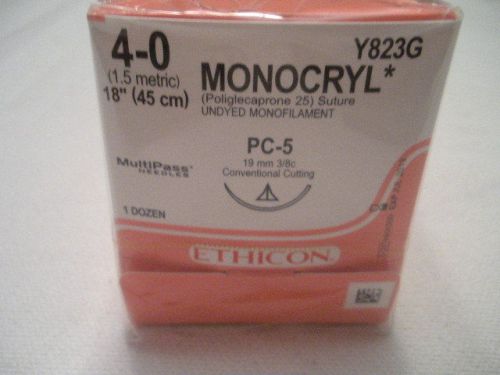 4-0
(1.5 metric)
18" (45 cm)
Y823G
MONOCRYL*
(Poliglecaprone 25) Suture
UNDYED MONOFILAMENT
PC-5
19 mm 3/8c
Conventional Cutting
MultiPass
NEEDLES
1 DOZEN
ETHICON